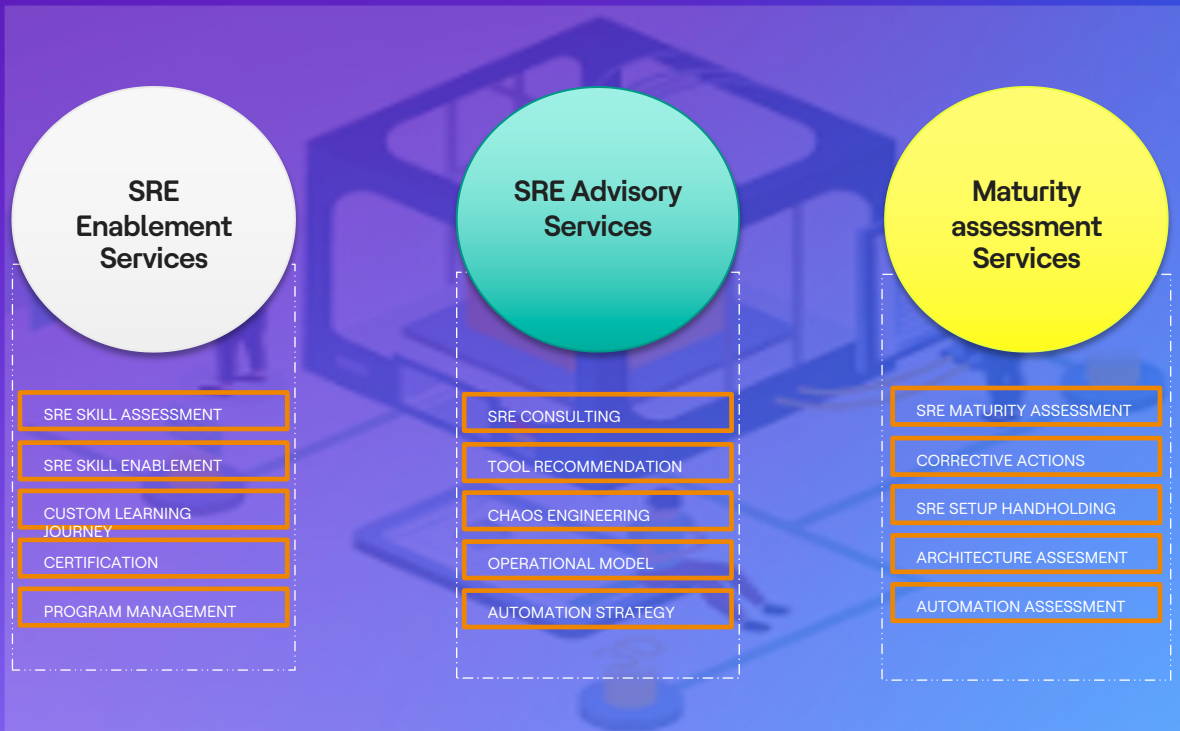 SRE
Enablement
Services
SRE SKILL ASSESSMENT
SRE SKILL ENABLEMENT
CUSTOM LEARNING
JOURNEY
CERTIFICATION
PROGRAM MANAGEMENT
SRE Advisory
Services
SRE CONSULTING
TOOL RECOMMENDATION
CHAOS ENGINEERING
OPERATIONAL MODEL
AUTOMATION STRATEGY
Maturity
assessment
Services
SRE MATURITY ASSESSMENT
CORRECTIVE ACTIONS
SRE SETUP HANDHOLDING
ARCHITECTURE ASSESMENT
AUTOMATION ASSESSMENT